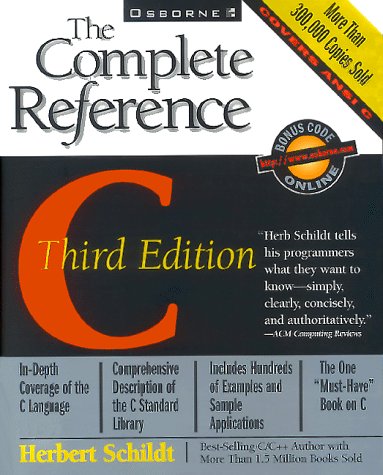 OSBORNE
The
Complete
Reference
More Than
300,000 Copies Sold
COVERS ANSI C
BONUS CODE
http://www.osborne.com
ONLINE
C
Third Edition
"Herb Schildt tells
his programmers
what they want to
know—simply,
clearly, concisely,
and authoritatively."
—ACM Computing Reviews
In-Depth
Coverage of the
C Language
Comprehensive
Description of
the C Standard
Library
Includes Hundreds
of Examples and
Sample
Applications
The One
"Must-Have"
Book on C
Herbert Schildt
Best-Selling C/C++ Author with
More Than 1.5 Million Books Sold